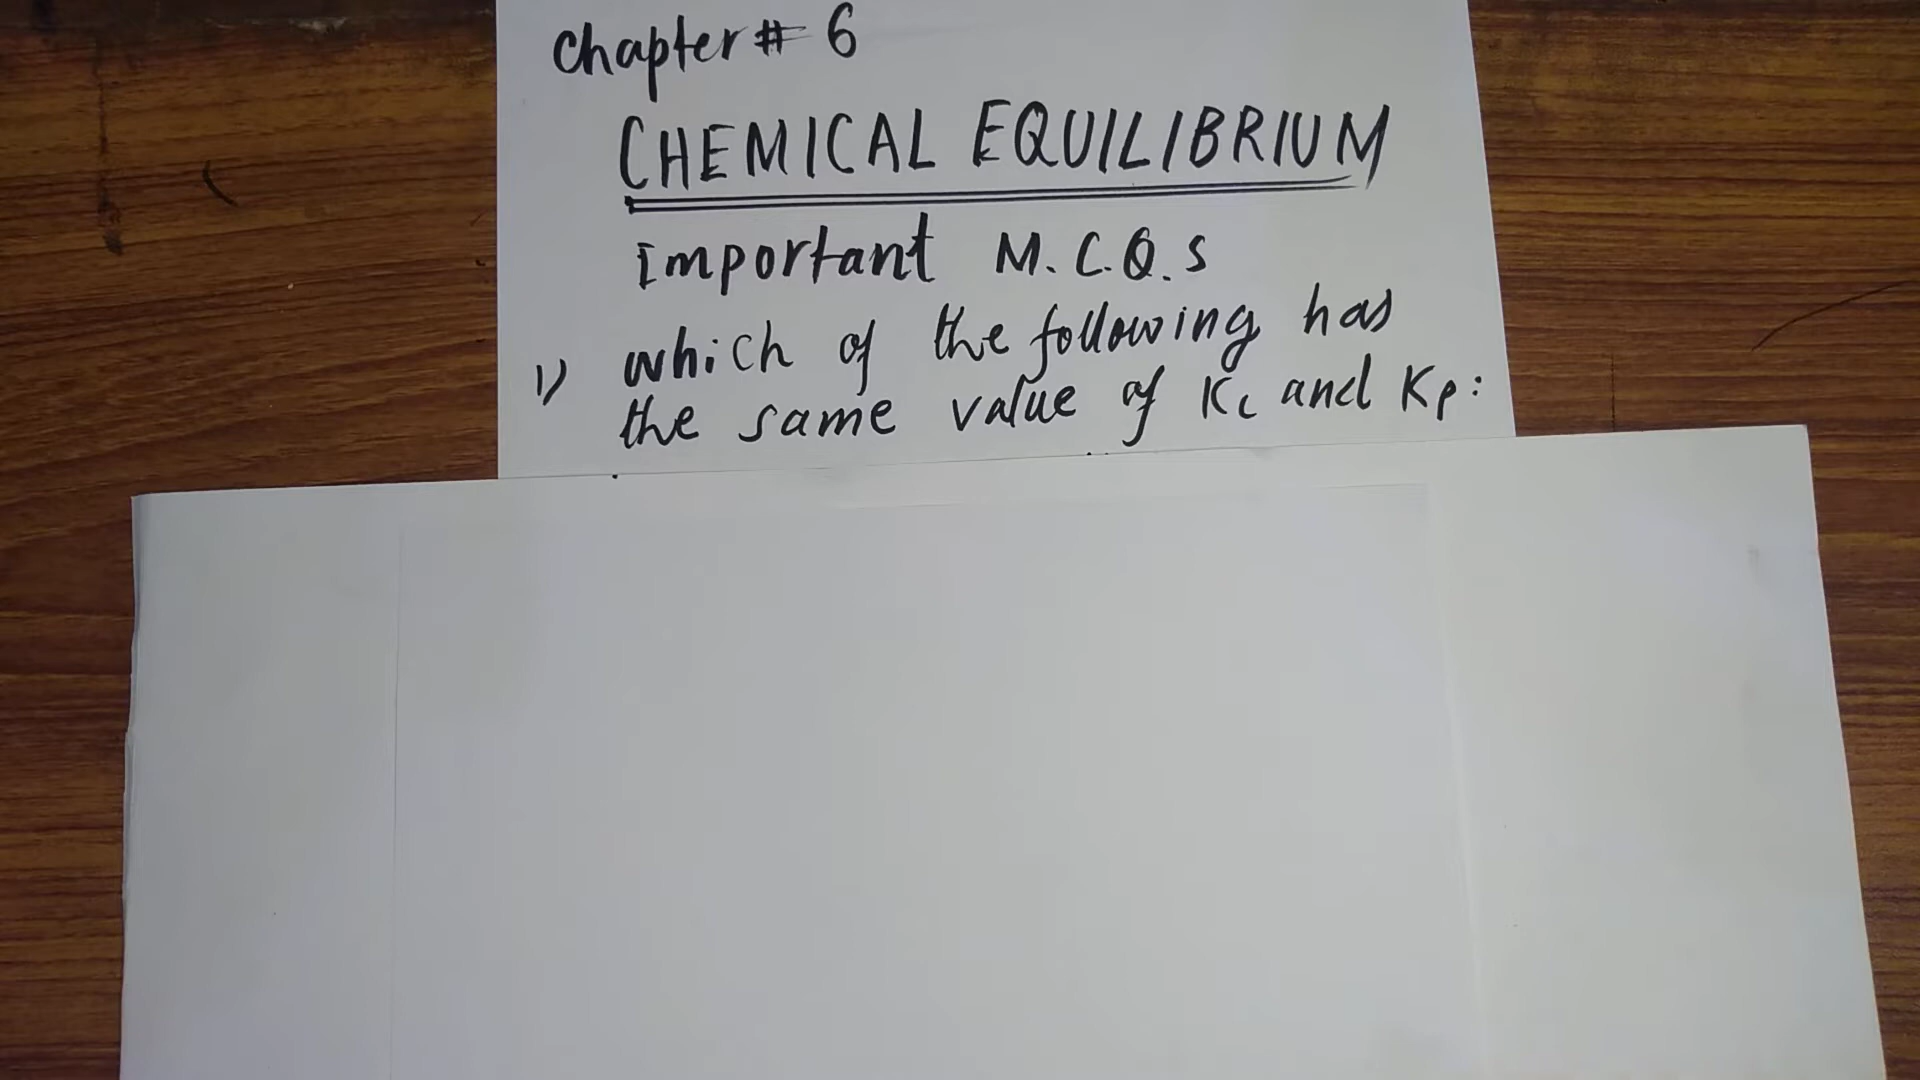 Chapter # 6
CHEMICAL EQUILIBRIUM
Important M.C.Q.s
1) which of the following has
the same value of Kc and Kp: